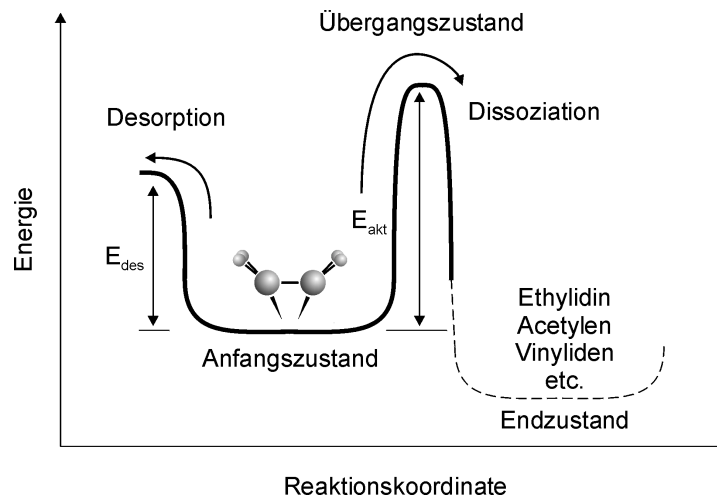 Übergangszustand
Desorption
Dissoziation
Energie
E_des
E_akt
Ethylidin
Acetylen
Vinyliden
etc.
Anfangszustand
Endzustand
Reaktionskoordinate